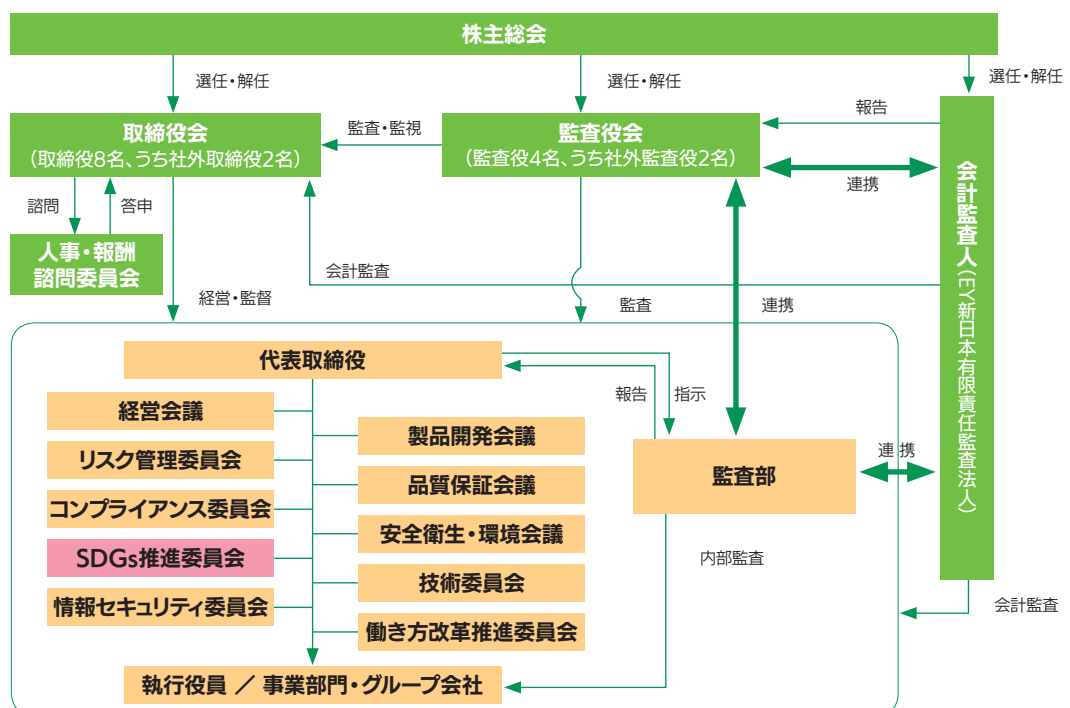 株主総会
選任・解任
選任・解任
選任・解任
取締役会
（取締役8名、うち社外取締役2名）
監査・監視
監査役会
（監査役4名、うち社外監査役2名）
報告
連携
会計監査人（EY新日本有限責任監査法人）
諮問
答申
人事・報酬
諮問委員会
会計監査
経営・監督
監査
連携
代表取締役
報告
指示
経営会議
製品開発会議
リスク管理委員会
品質保証会議
監査部
連携
コンプライアンス委員会
安全衛生・環境会議
SDGs推進委員会
技術委員会
内部監査
情報セキュリティ委員会
働き方改革推進委員会
会計監査
執行役員 ／ 事業部門・グループ会社